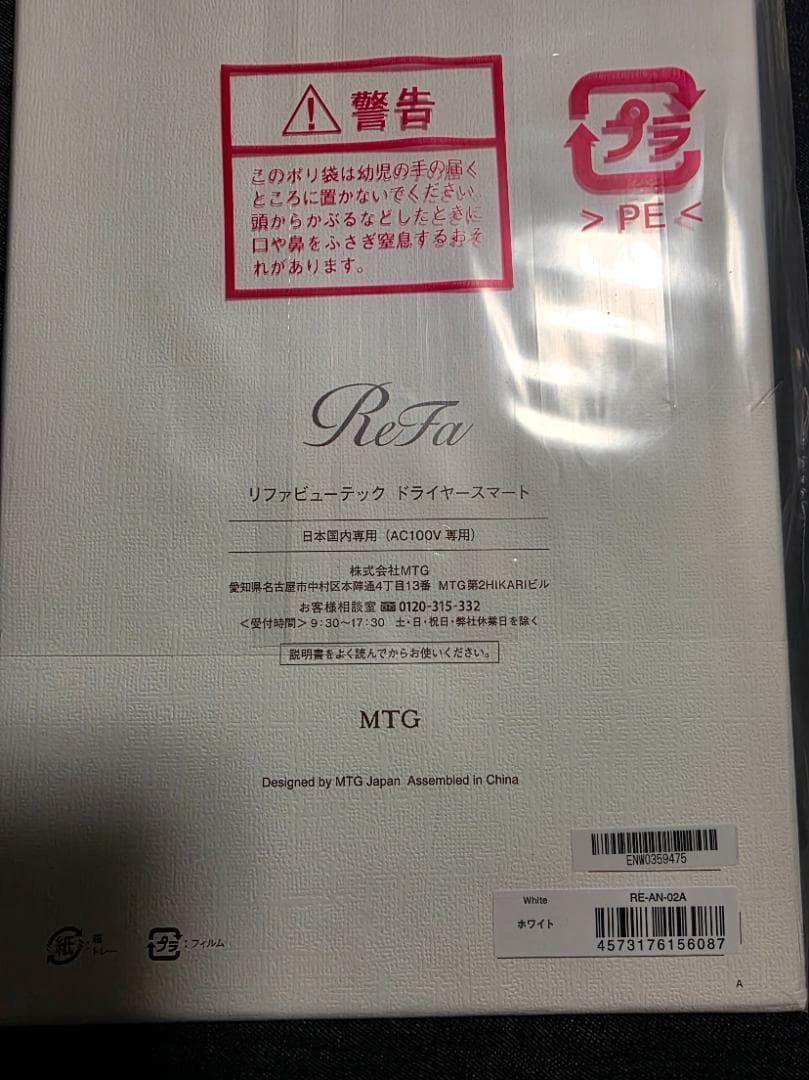 警告
このポリ袋は幼児の手の届く
ところに置かないでください。
頭からかぶるなどしたときに
口や鼻をふさぎ窒息するおそ
れがあります。
プラ
>PE<
ReFa
リファビューテック ドライヤースマート
日本国内専用（AC100V 専用）
株式会社MTG
愛知県名古屋市中村区本陣通4丁目13番 MTG第2HIKARIビル
お客様相談室 0120-315-332
＜受付時間＞9:30～17:30 土・日・祝日・弊社休業日を除く
説明書をよく読んでからお使いください。
MTG
Designed by MTG Japan Assembled in China
ENW0359475
White RE-AN-02A
ホワイト
4573176156087
紙：箱
トレー
プラ：フィルム
A